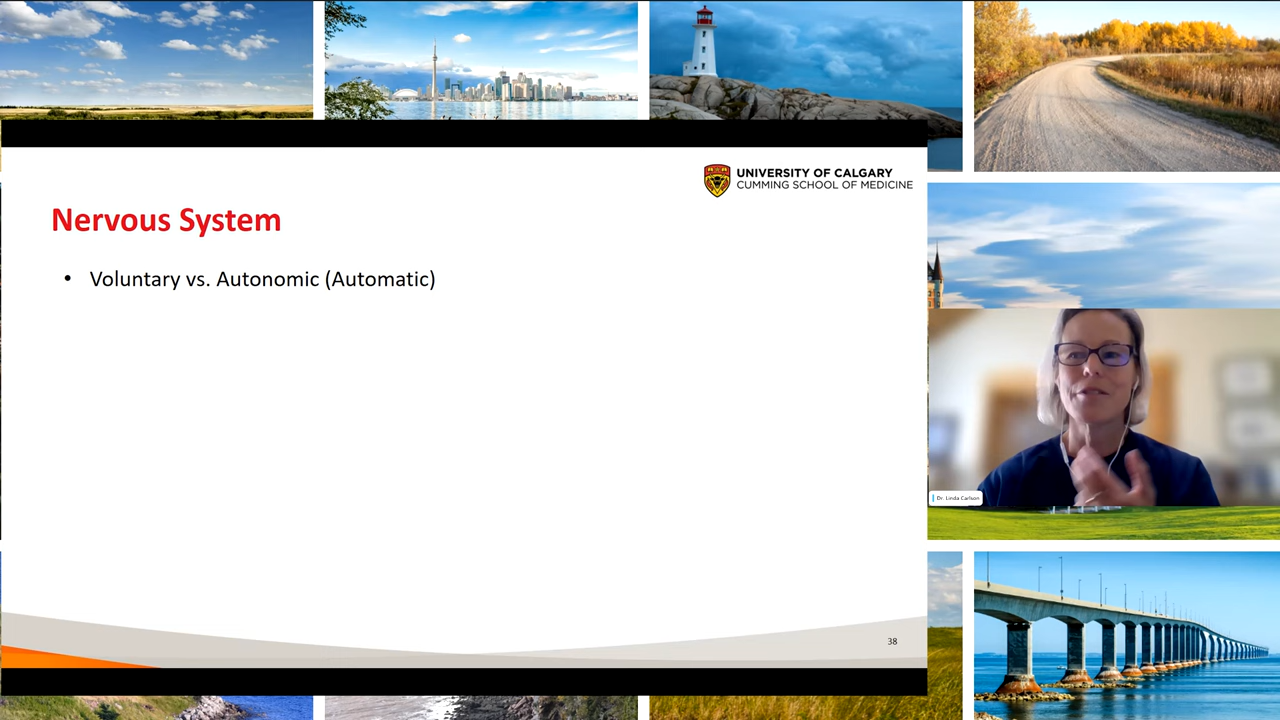 UNIVERSITY OF CALGARY
CUMMING SCHOOL OF MEDICINE
Nervous System
• Voluntary vs. Autonomic (Automatic)
Dr. Linda Carlson
38